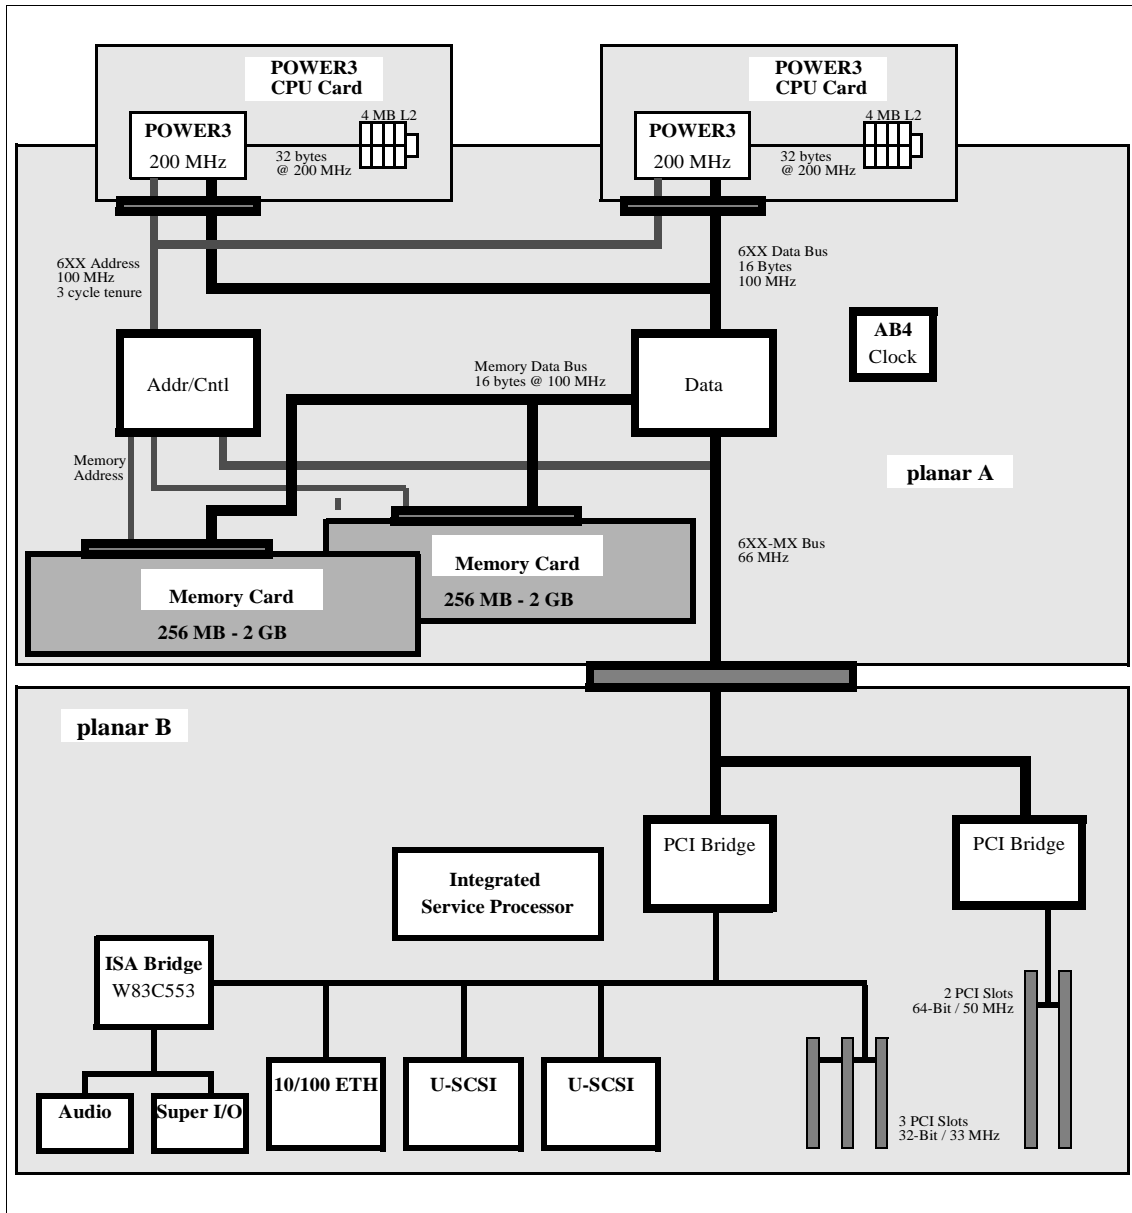 POWER3
CPU Card
POWER3
200 MHz
4 MB L2
32 bytes
@ 200 MHz
POWER3
CPU Card
POWER3
200 MHz
4 MB L2
32 bytes
@ 200 MHz
6XX Address
100 MHz
3 cycle tenure
6XX Data Bus
16 Bytes
100 MHz
AB4
Clock
Addr/Cntl
Memory Data Bus
16 bytes @ 100 MHz
Data
Memory
Address
planar A
6XX-MX Bus
66 MHz
Memory Card
256 MB - 2 GB
Memory Card
256 MB - 2 GB
planar B
PCI Bridge
PCI Bridge
Integrated
Service Processor
ISA Bridge
W83C553
2 PCI Slots
64-Bit / 50 MHz
Audio
Super I/O
10/100 ETH
U-SCSI
U-SCSI
3 PCI Slots
32-Bit / 33 MHz